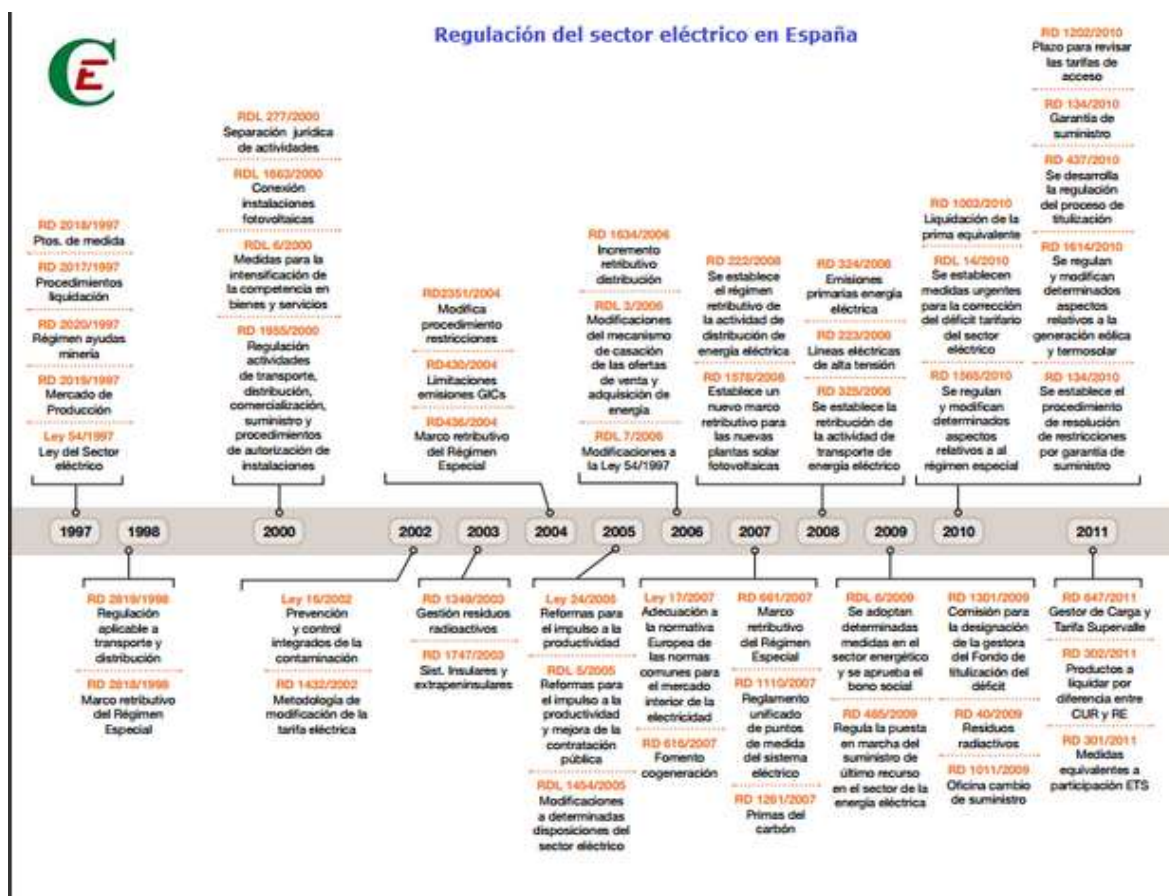 Regulación del sector eléctrico en España
CE
RD 2018/1997
Ptos. de medida
RD 2017/1997
Procedimientos
liquidación
RD 2020/1997
Régimen ayudas
minería
RD 2019/1997
Mercado de
Producción
Ley 54/1997
Ley del Sector
eléctrico
RDL 277/2000
Separación jurídica
de actividades
RDL 1663/2000
Conexión
instalaciones
fotovoltaicas
RDL 6/2000
Medidas para la
intensificación de
la competencia en
bienes y servicios
RD 1955/2000
Regulación
actividades
de transporte,
distribución,
comercialización,
suministro y
procedimientos
de autorización de
instalaciones
RD2351/2004
Modifica
procedimiento
restricciones
RD430/2004
Limitaciones
emisiones GICs
RD436/2004
Marco retributivo
del Régimen
Especial
RD 1634/2006
Incremento
retributivo
distribución
RDL 3/2006
Modificaciones
del mecanismo
de casación
de las ofertas
de venta y
adquisición de
energía
RDL 7/2006
Modificaciones a
la Ley 54/1997
RD 222/2008
Se establece
el régimen
retributivo de
la actividad de
distribución de
energía eléctrica
RD 1578/2008
Establece un
nuevo marco
retributivo para
las nuevas
plantas solar
fotovoltaicas
RD 324/2008
Emisiones
primarias energía
eléctrica
RD 223/2008
Líneas eléctricas
de alta tensión
RD 325/2008
Se establece la
retribución de
la actividad de
transporte de
energía eléctrico
RD 1003/2010
Liquidación de la
prima equivalente
RDL 14/2010
Se establecen
medidas urgentes
para la corrección
del déficit tarifario
del sector
eléctrico
RD 1565/2010
Se regulan
y modifican
determinados
aspectos
relativos a al
régimen especial
RD 1202/2010
Plazo para revisar
las tarifas de
acceso
RD 134/2010
Garantía de
suministro
RD 437/2010
Se desarrolla
la regulación
del proceso de
titulización
RD 1614/2010
Se regulan
y modifican
determinados
aspectos
relativos a la
generación eólica
y termosolar
RD 134/2010
Se establece el
procedimiento
de resolución
de restricciones
por garantía de
suministro
1997 1998 2000 2002 2003 2004 2005 2006 2007 2008 2009 2010 2011
RD 2819/1998
Regulación
aplicable a
transporte y
distribución
RD 2818/1998
Marco retributivo
del Régimen
Especial
Ley 16/2002
Prevención
y control
integrados de la
contaminación
RD 1432/2002
Metodología de
modificación de la
tarifa eléctrica
RD 1349/2003
Gestión residuos
radioactivos
RD 1747/2003
Sist. Insulares y
extrapeninsulares
Ley 24/2005
Reformas para
el impulso a la
productividad
RDL 5/2005
Reformas para
el impulso a la
productividad
y mejora de la
contratación
pública
RDL 1454/2005
Modificaciones
a determinadas
disposiciones del
sector eléctrico
Ley 17/2007
Adecuación a
la normativa
Europea de
las normas
comunes para
el mercado
interior de la
electricidad
RD 616/2007
Fomento
cogeneración
RD 661/2007
Marco
retributivo
del Régimen
Especial
RD 1110/2007
Reglamento
unificado
de puntos
de medida
del sistema
eléctrico
RD 1261/2007
Primas del
carbón
RDL 6/2009
Se adoptan
determinadas
medidas en el
sector energético
y se aprueba el
bono social
RD 485/2009
Regula la puesta
en marcha del
suministro de
último recurso
en el sector de la
energía eléctrica
RD 1301/2009
Comisión para
la designación
de la gestora
del Fondo de
titulización del
déficit
RD 40/2009
Residuos
radiactivos
RD 1011/2009
Oficina cambio
de suministro
RD 647/2011
Gestor de Carga y
Tarifa Supervalle
RD 302/2011
Productos a
liquidar por
diferencia entre
CUR y RE
RD 301/2011
Medidas
equivalentes a
participación ETS